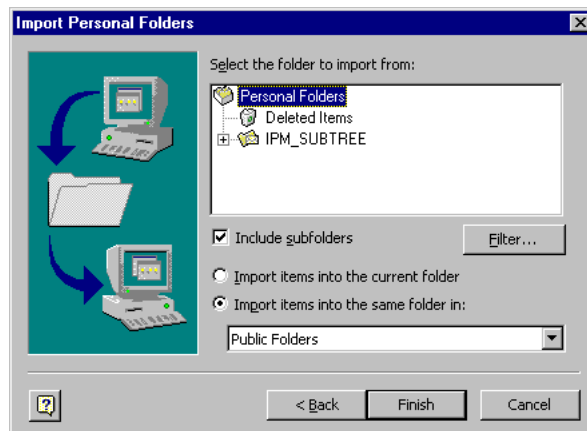 Import Personal Folders
Select the folder to import from:
Personal Folders
Deleted Items
IPM_SUBTREE
Include subfolders
Filter...
Import items into the current folder
Import items into the same folder in:
Public Folders
< Back
Finish
Cancel